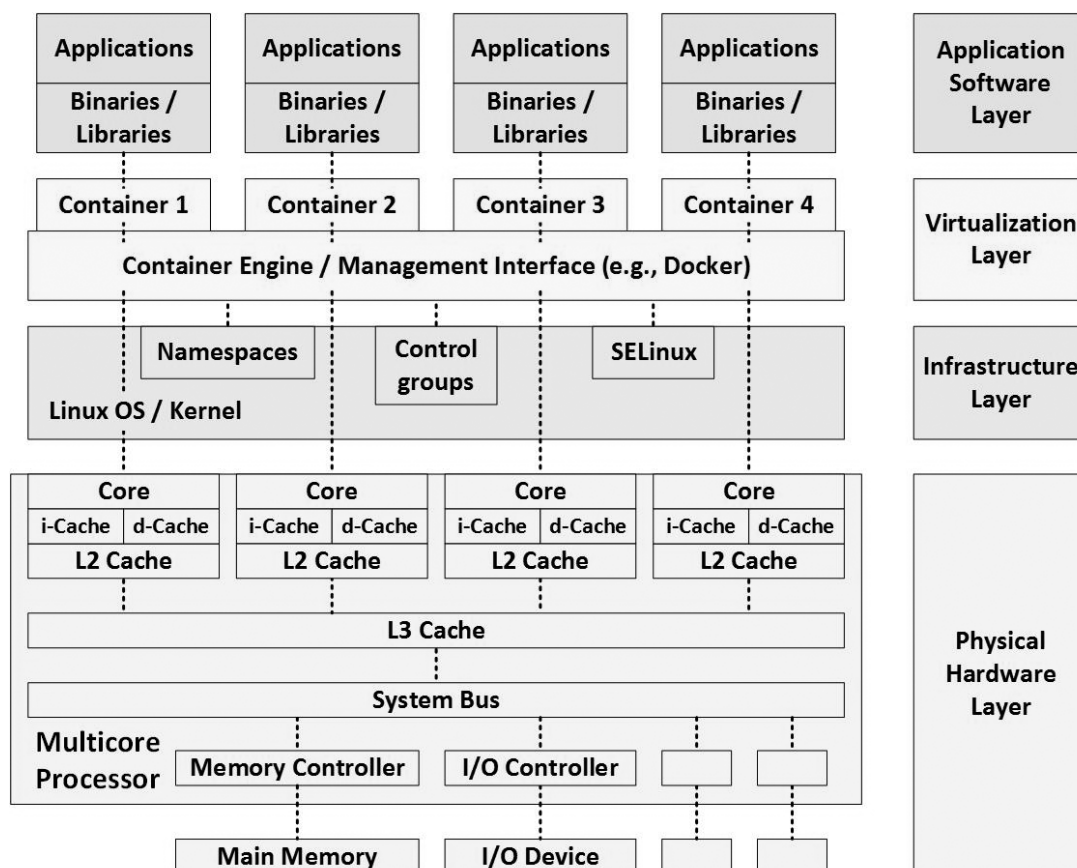 Applications
Applications
Applications
Applications
Application
Software
Layer
Binaries /
Libraries
Binaries /
Libraries
Binaries /
Libraries
Binaries /
Libraries
Container 1
Container 2
Container 3
Container 4
Virtualization
Layer
Container Engine / Management Interface (e.g., Docker)
Namespaces
Control
groups
SELinux
Linux OS / Kernel
Infrastructure
Layer
Core
Core
Core
Core
i-Cache
d-Cache
i-Cache
d-Cache
i-Cache
d-Cache
i-Cache
d-Cache
L2 Cache
L2 Cache
L2 Cache
L2 Cache
L3 Cache
System Bus
Physical
Hardware
Layer
Multicore
Processor
Memory Controller
I/O Controller
Main Memory
I/O Device